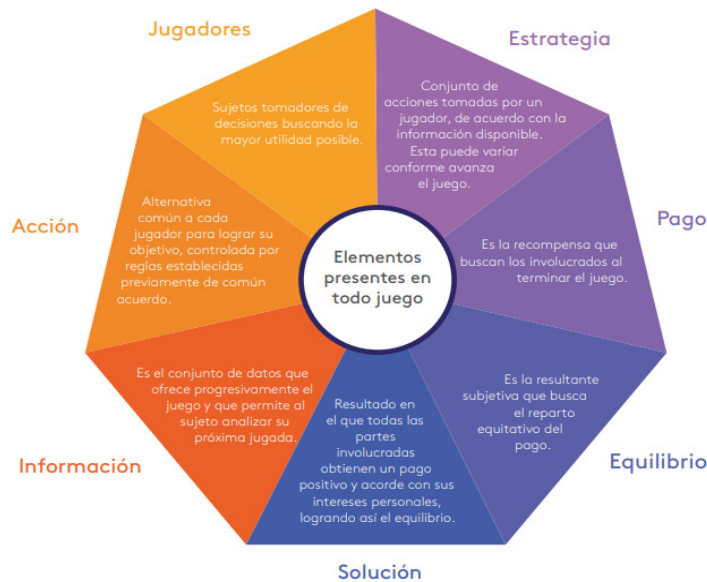 Jugadores
Sujetos tomadores de
decisiones buscando la
mayor utilidad posible.
Estrategia
Conjunto de
acciones tomadas por un
jugador, de acuerdo con la
información disponible.
Esta puede variar
conforme avanza
el juego.
Acción
Alternativa
común a cada
jugador para lograr su
objetivo, controlada por
reglas establecidas
previamente de común
acuerdo.
Elementos
presentes en
todo juego
Pago
Es la recompensa que
buscan los involucrados al
terminar el juego.
Información
Es el conjunto de datos que
ofrece progresivamente el
juego y que permite al
sujeto analizar su
próxima jugada.
Solución
Resultado en
el que todas las
partes
involucradas
obtienen un pago
positivo y acorde con sus
intereses personales,
logrando así el equilibrio.
Equilibrio
Es la resultante
subjetiva que busca
el reparto
equitativo del
pago.